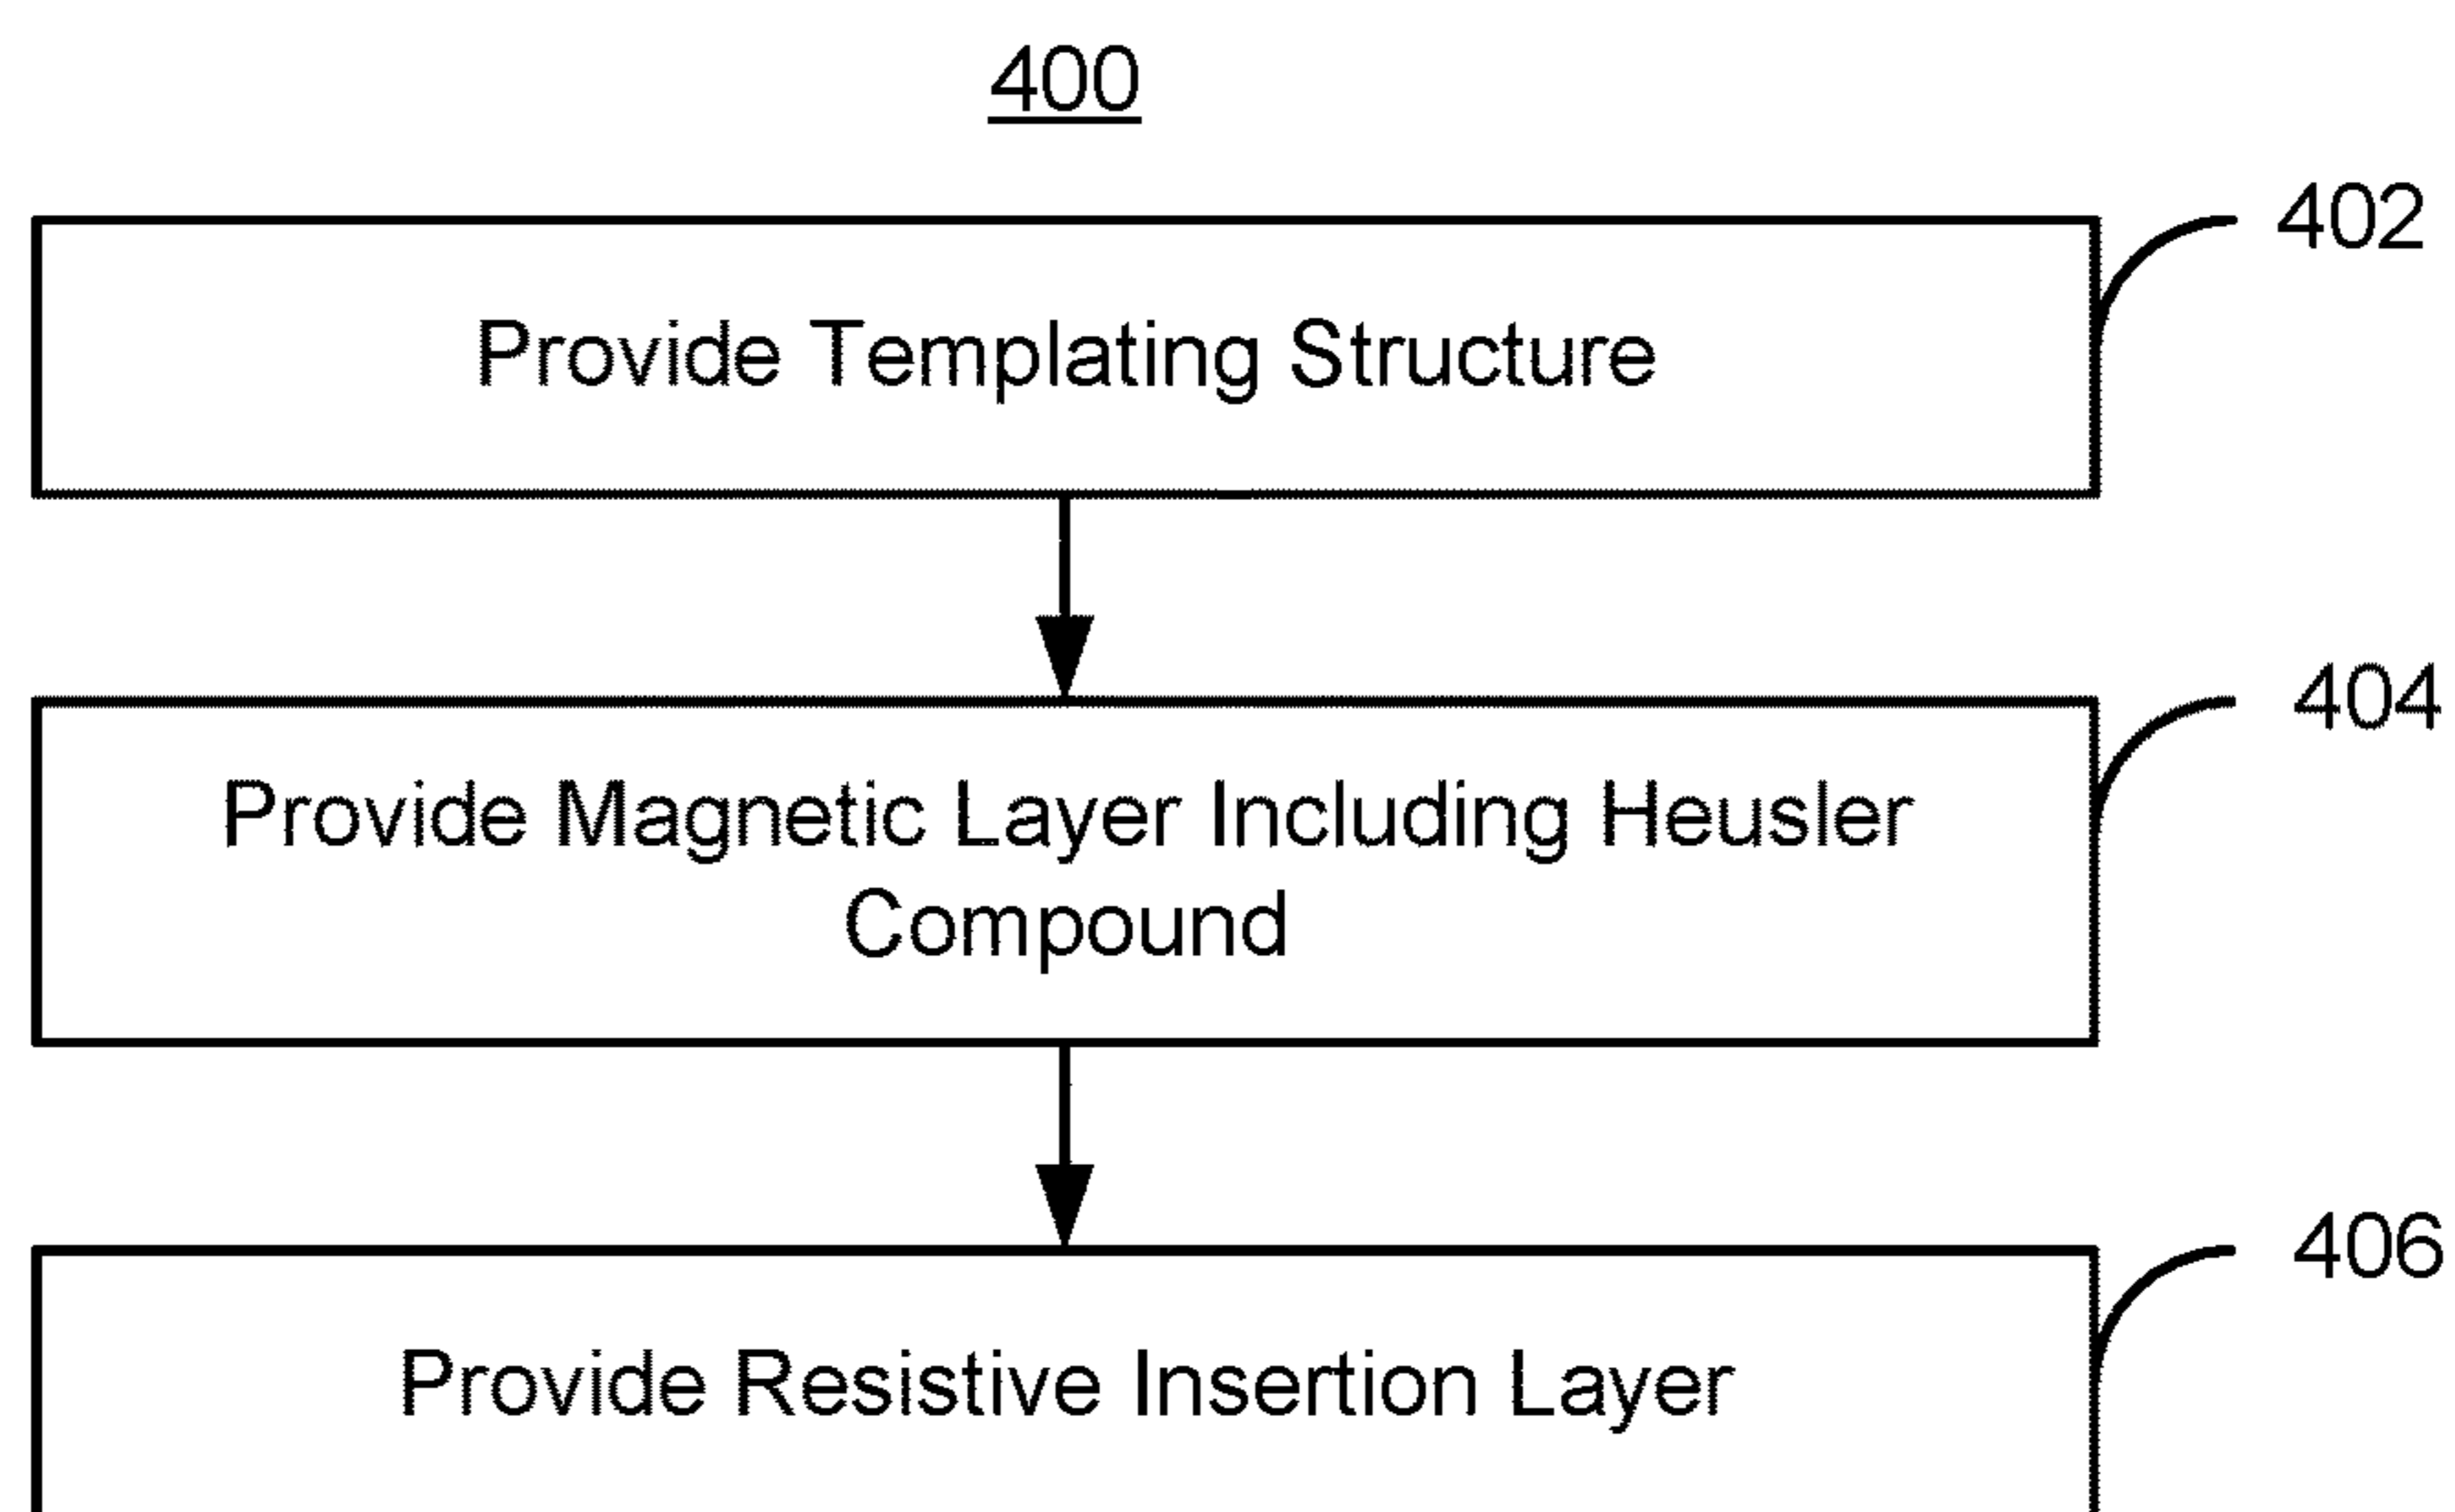 400
402
Provide Templating Structure
404
Provide Magnetic Layer Including Heusler
Compound
406
Provide Resistive Insertion Layer